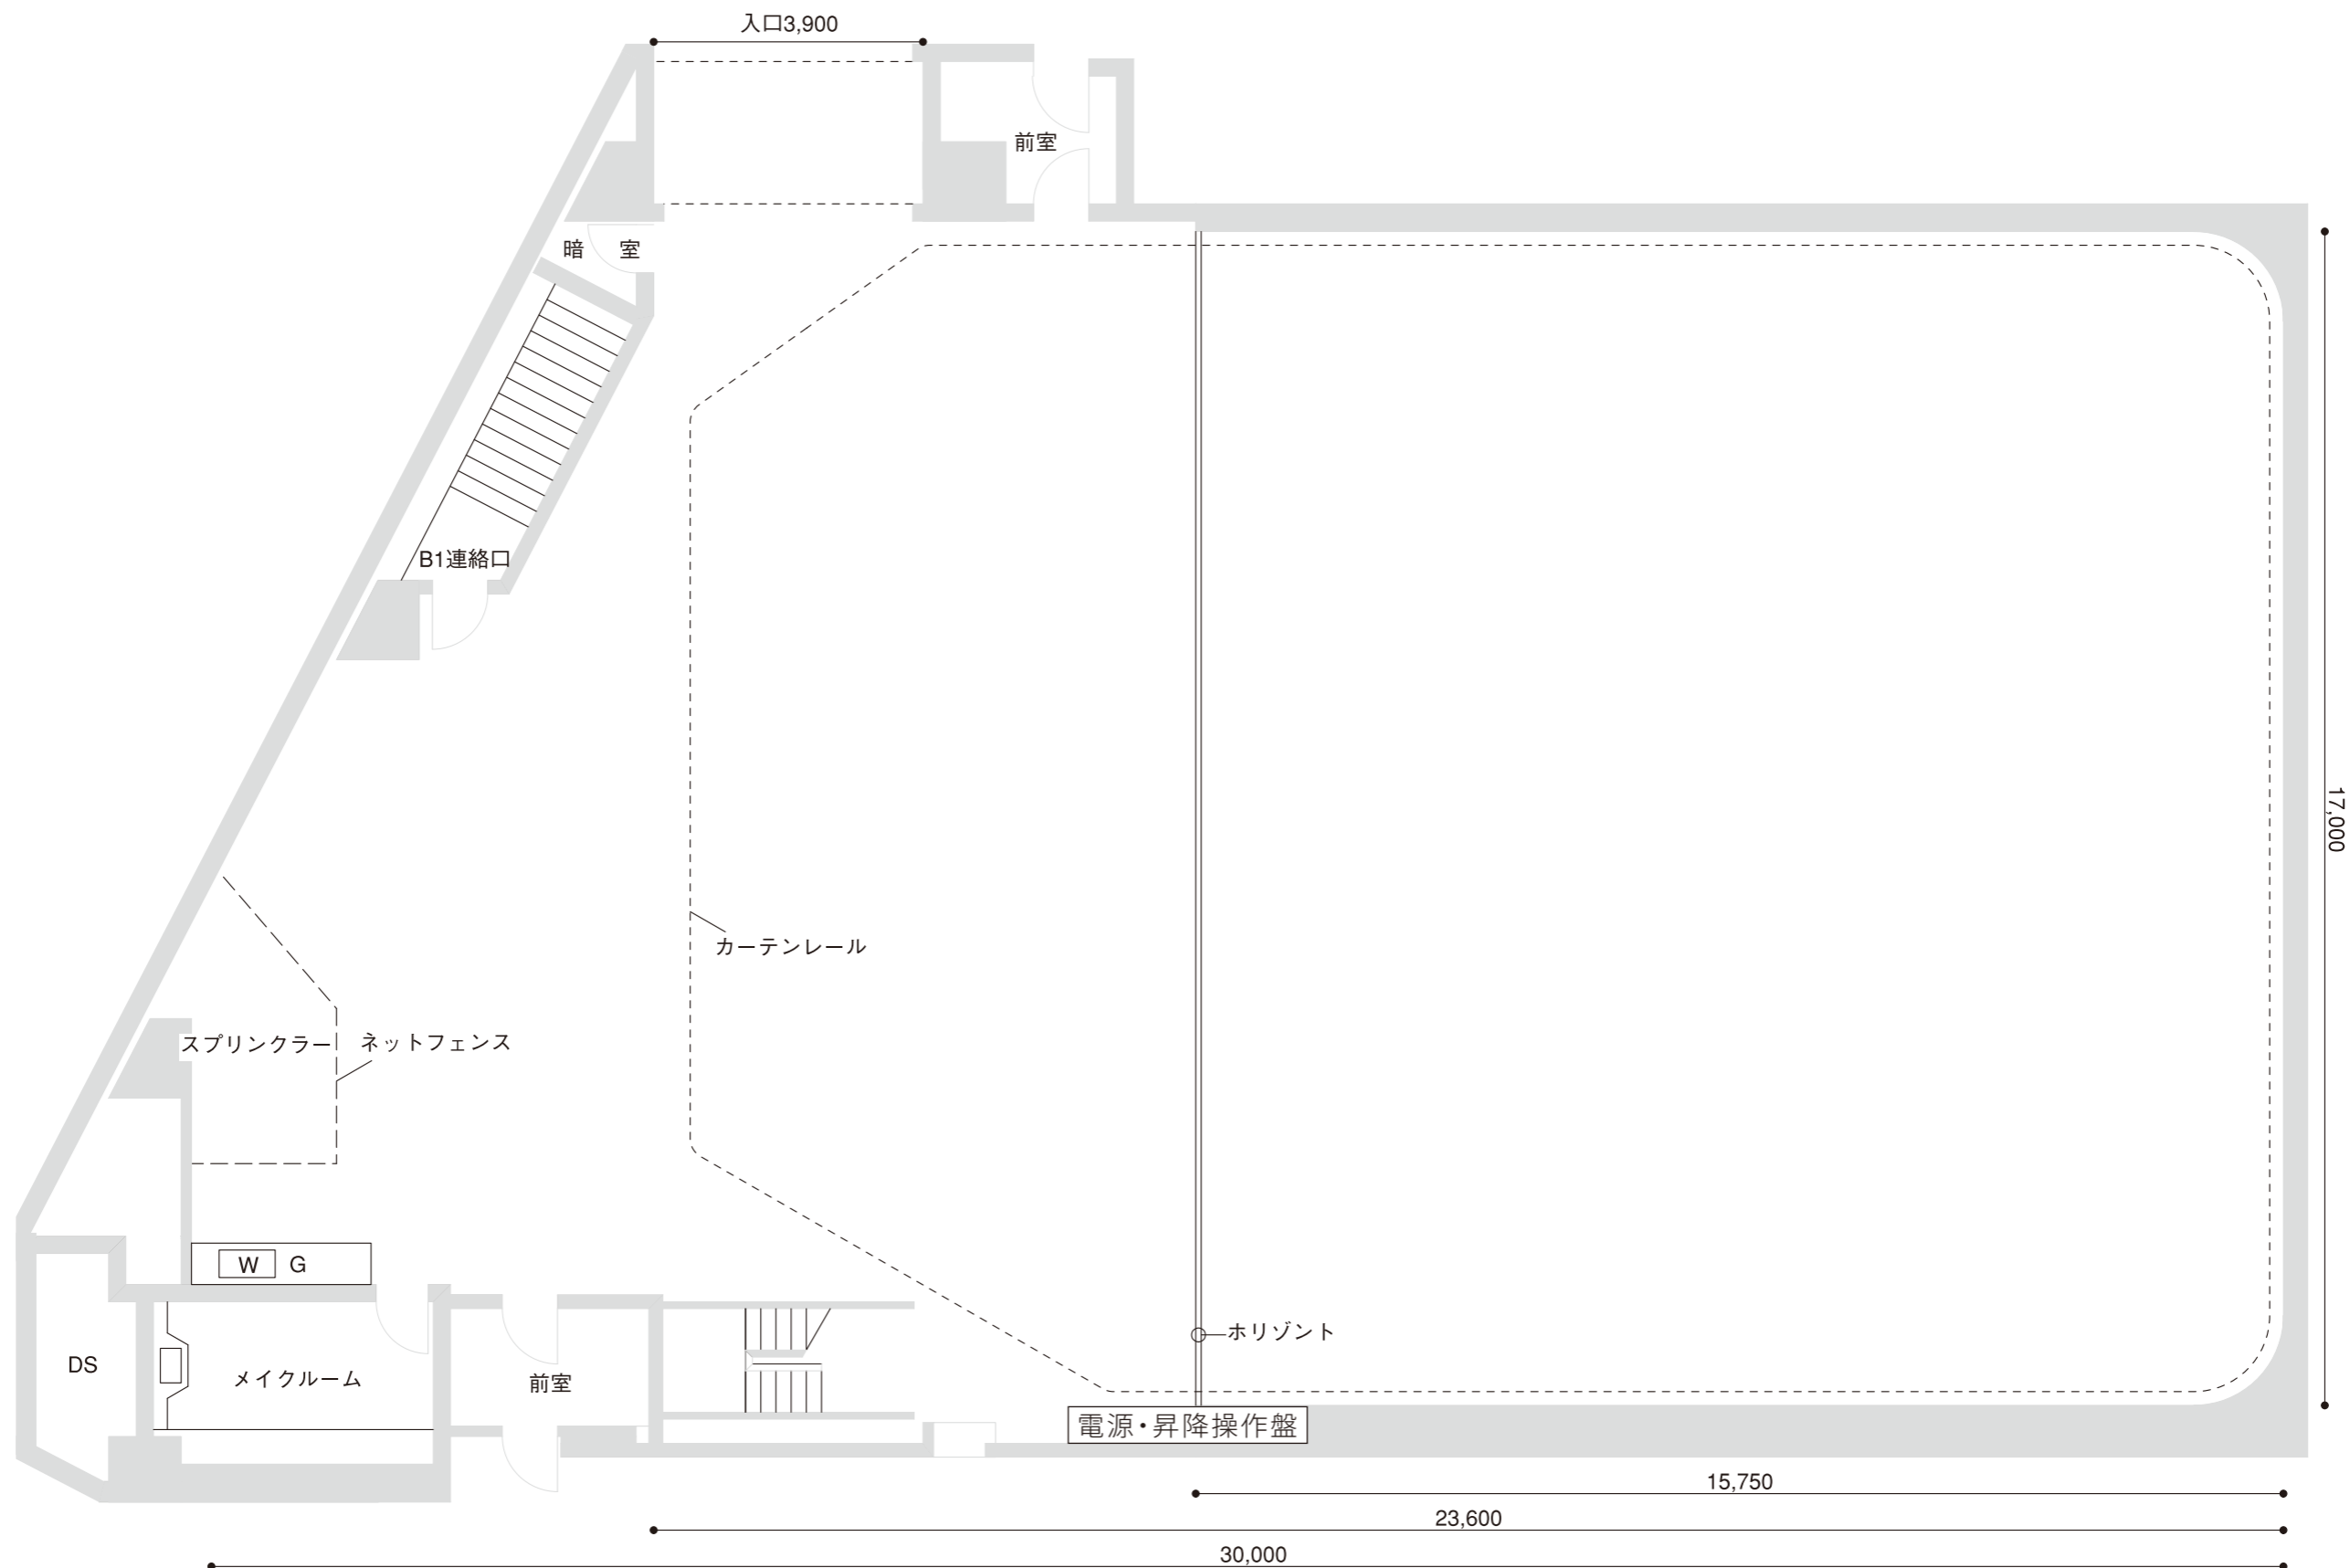 入口3,900
前室
暗 室
B1連絡口
17,000
カーテンレール
スプリンクラー
ネットフェンス
W G
ホリゾント
DS
メイクルーム
前室
電源・昇降操作盤
15,750
23,600
30,000